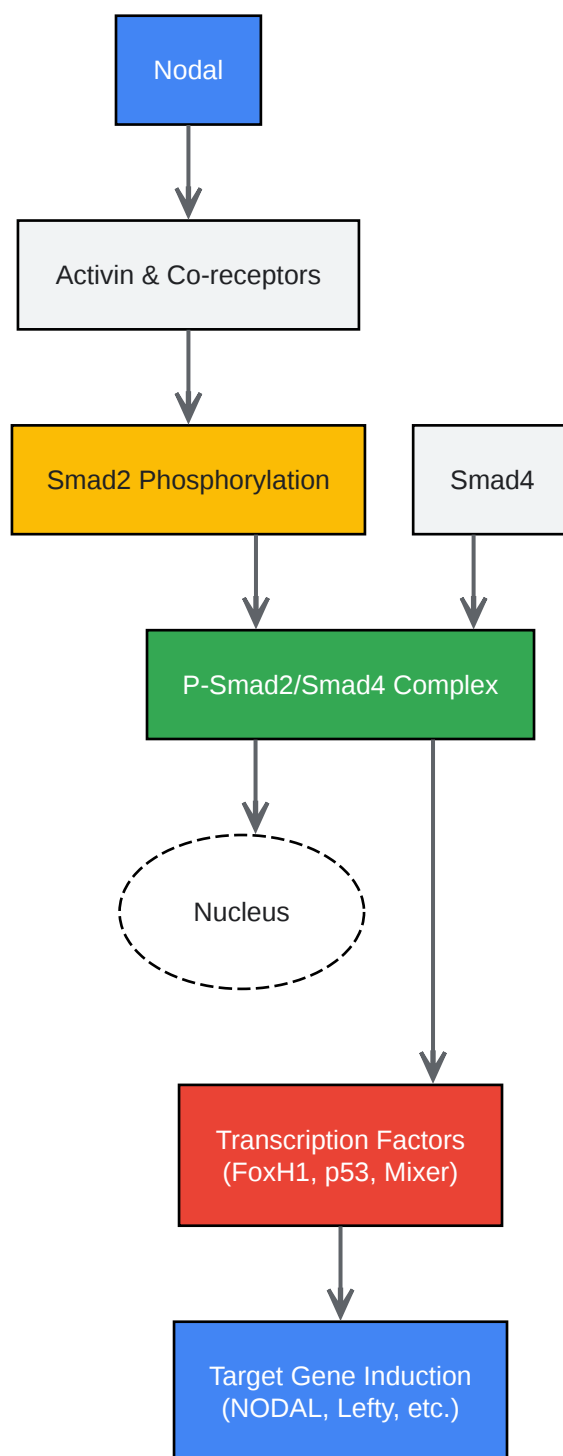 Nodal
Activin & Co-receptors
Smad2 Phosphorylation
Smad4
P-Smad2/Smad4 Complex
Nucleus
Transcription Factors
(FoxH1, p53, Mixer)
Target Gene Induction
(NODAL, Lefty, etc.)